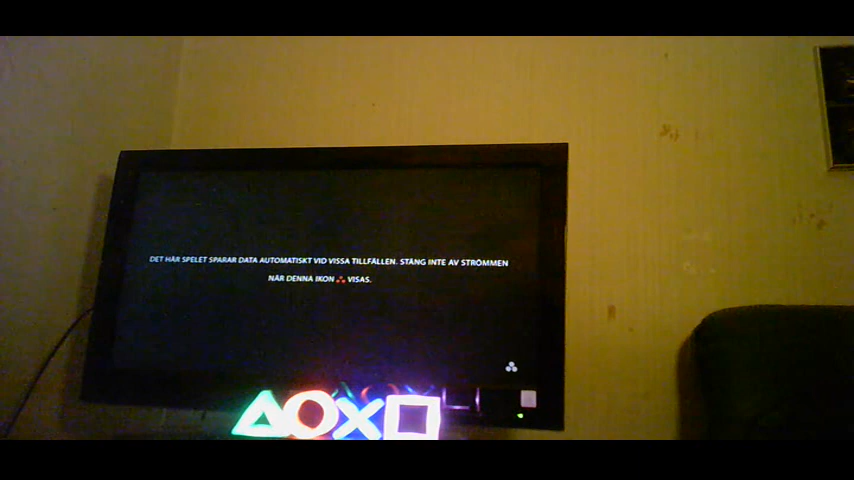 DET HÄR SPELET SPARAR DATA AUTOMATISKT VID VISSA TILLFÄLLEN. STÄNG INTE AV STRÖMMEN
NÄR DENNA IKON VISAS.